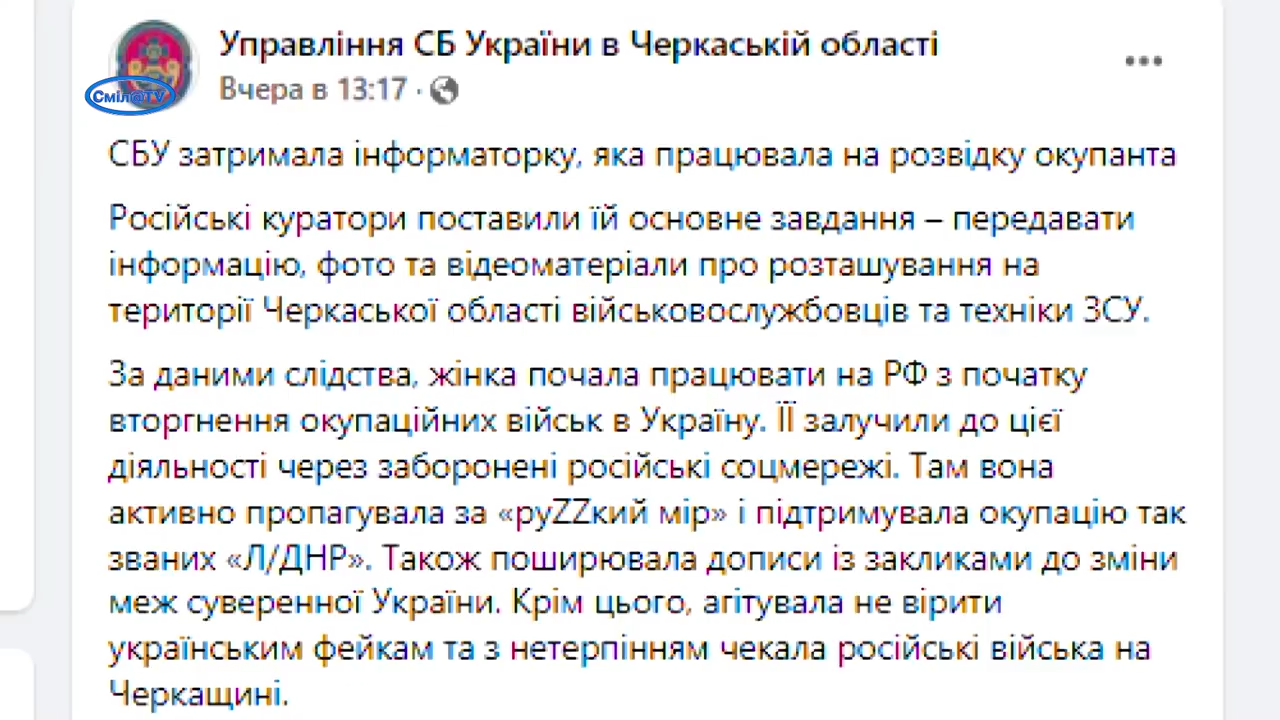 Управління СБ України в Черкаській області
Вчера в 13:17 ·
СмілаTV
СБУ затримала інформаторку, яка працювала на розвідку окупанта
Російські куратори поставили їй основне завдання – передавати
інформацію, фото та відеоматеріали про розташування на
території Черкаської області військовослужбовців та техніки ЗСУ.
За даними слідства, жінка почала працювати на РФ з початку
вторгнення окупаційних військ в Україну. ЇЇ залучили до цієї
діяльності через заборонені російські соцмережі. Там вона
активно пропагувала за «руZZкий мір» і підтримувала окупацію так
званих «Л/ДНР». Також поширювала дописи із закликами до зміни
меж суверенної України. Крім цього, агітувала не вірити
українським фейкам та з нетерпінням чекала російські війська на
Черкащині.